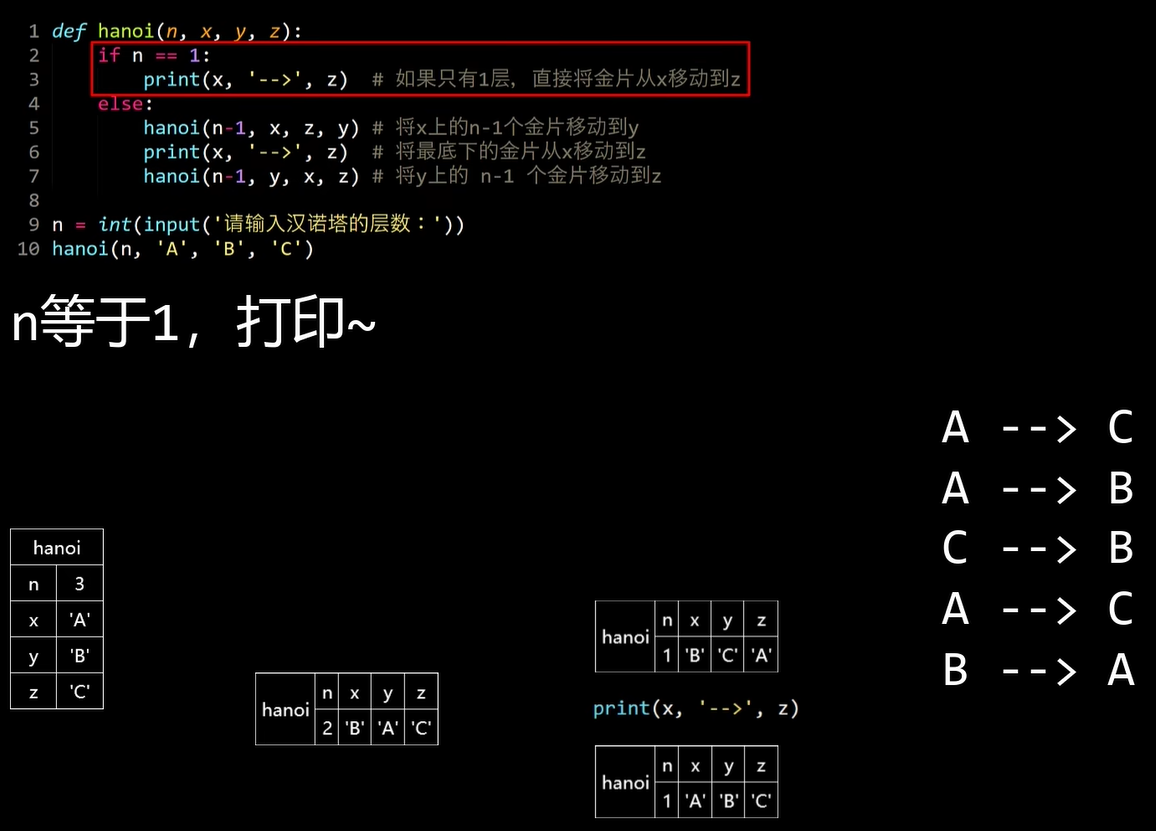 1 def hanoi(n, x, y, z):
2 if n == 1:
3 print(x, '-->', z) # 如果只有1层, 直接将金片从x移动到z
4 else:
5 hanoi(n-1, x, z, y) # 将x上的n-1个金片移动到y
6 print(x, '-->', z) # 将最底下的金片从x移动到z
7 hanoi(n-1, y, x, z) # 将y上的 n-1 个金片移动到z
8
9 n = int(input('请输入汉诺塔的层数：'))
10 hanoi(n, 'A', 'B', 'C')
n等于1，打印~
A --> C
A --> B
C --> B
A --> C
B --> A
hanoi
n 3
x 'A'
y 'B'
z 'C'
hanoi n x y z
2 'B' 'A' 'C'
hanoi n x y z
1 'B' 'C' 'A'
print(x, '-->', z)
hanoi n x y z
1 'A' 'B' 'C'